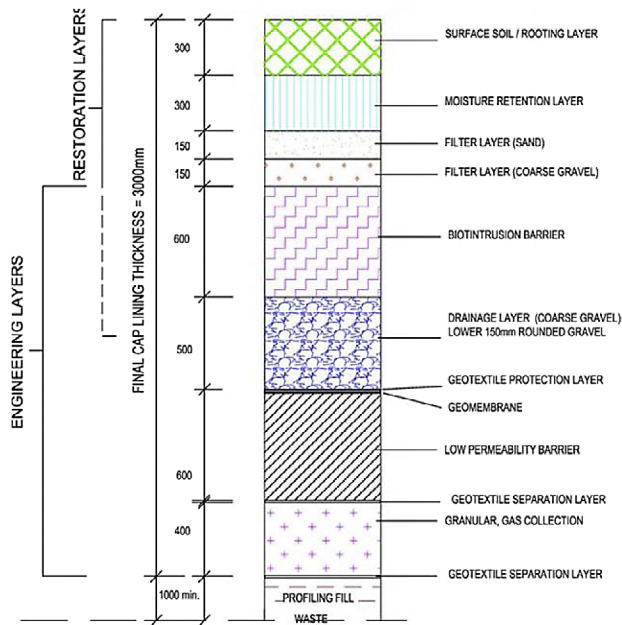 RESTORATION LAYERS
ENGINEERING LAYERS
FINAL CAP LINING THICKNESS = 3000mm
300
300
150
150
600
500
600
400
1000 min.
SURFACE SOIL / ROOTING LAYER
MOISTURE RETENTION LAYER
FILTER LAYER (SAND)
FILTER LAYER (COARSE GRAVEL)
BIOTINTRUSION BARRIER
DRAINAGE LAYER (COARSE GRAVEL)
LOWER 150mm ROUNDED GRAVEL
GEOTEXTILE PROTECTION LAYER
GEOMEMBRANE
LOW PERMEABILITY BARRIER
GEOTEXTILE SEPARATION LAYER
GRANULAR, GAS COLLECTION
GEOTEXTILE SEPARATION LAYER
PROFILING FILL
WASTE